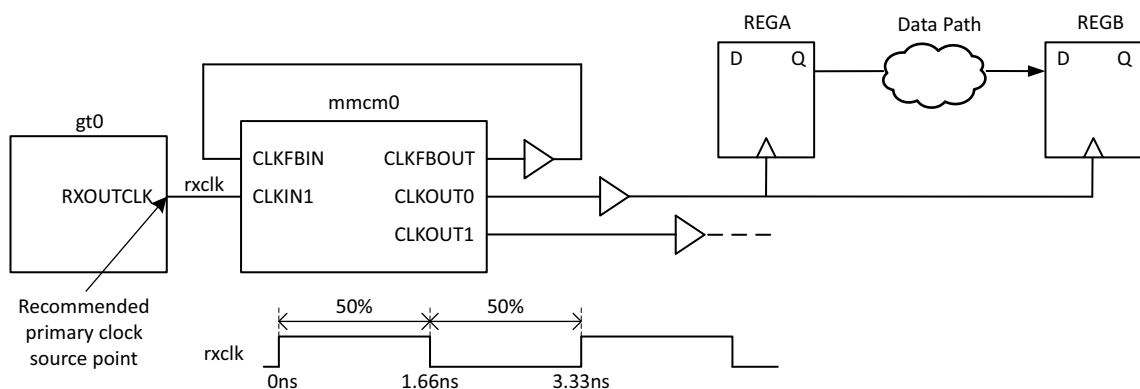 REGA
Data Path
REGB
D
Q
D
Q
mmcm0
gt0
CLKFBIN
CLKFBOUT
RXOUTCLK
rxclk
CLKIN1
CLKOUT0
CLKOUT1
Recommended
primary clock
source point
50%
50%
rxclk
0ns
1.66ns
3.33ns